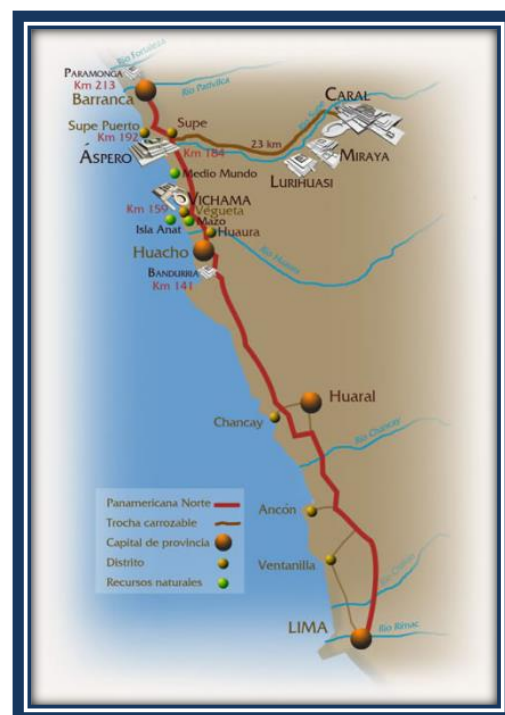 Río Fortaleza
PARAMONGA
Km 213
Río Pativilca
Barranca
CARAL
Río Supe
Supe Puerto
Supe
Km 192
Km 184
23 km
ÁSPERO
MIRAYA
LURIHUASI
Medio Mundo
VICHAMA
Km 159
Végueta
Isla Anat
Mazo
Huaura
Huacho
Río Huaura
BANDURRIA
Km 141
Huaral
Chancay
Río Chancay
Panamericana Norte
Trocha carrozable
Capital de provincia
Distrito
Recursos naturales
Ancón
Ventanilla
LIMA
Río Rímac